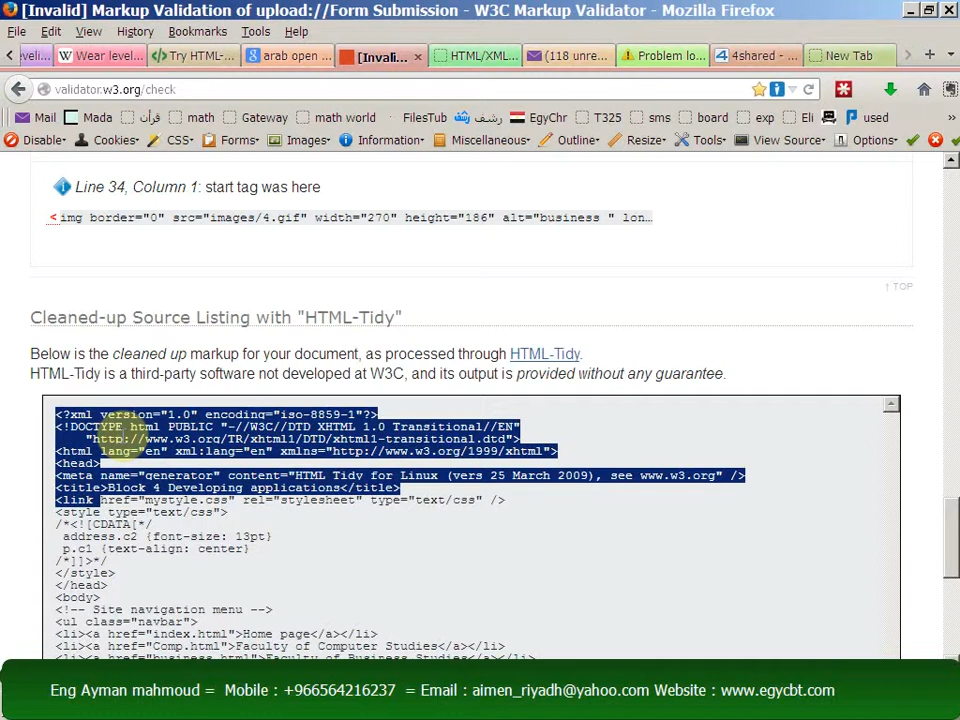 [Invalid] Markup Validation of upload://Form Submission - W3C Markup Validator - Mozilla Firefox
File Edit View History Bookmarks Tools Help
Wear level... Try HTML-... arab open ... [Invali... HTML/XML... (118 unre... Problem lo... 4shared - ... New Tab
validator.w3.org/check
Mail Mada قرآن math Gateway math world FilesTub رشف EgyChr T325 sms board exp Eli used »
Disable▾ Cookies▾ CSS▾ Forms▾ Images▾ Information▾ Miscellaneous▾ Outline▾ Resize▾ Tools▾ View Source▾ Options▾
Line 34, Column 1: start tag was here
<img border="0" src="images/4.gif" width="270" height="186" alt="business " lon…
↑ TOP
Cleaned-up Source Listing with "HTML-Tidy"
Below is the cleaned up markup for your document, as processed through HTML-Tidy.
HTML-Tidy is a third-party software not developed at W3C, and its output is provided without any guarantee.
<?xml version="1.0" encoding="iso-8859-1"?>
<!DOCTYPE html PUBLIC "-//W3C//DTD XHTML 1.0 Transitional//EN"
"http://www.w3.org/TR/xhtml1/DTD/xhtml1-transitional.dtd">
<html lang="en" xml:lang="en" xmlns="http://www.w3.org/1999/xhtml">
<head>
<meta name="generator" content="HTML Tidy for Linux (vers 25 March 2009), see www.w3.org" />
<title>Block 4 Developing applications</title>
<link href="mystyle.css" rel="stylesheet" type="text/css" />
<style type="text/css">
/*<![CDATA[*/
address.c2 {font-size: 13pt}
p.c1 {text-align: center}
/*]]>*/
</style>
</head>
<body>
<!-- Site navigation menu -->
<ul class="navbar">
<li><a href="index.html">Home page</a></li>
<li><a href="Comp.html">Faculty of Computer Studies</a></li>
<li><a href="business.html">Faculty of Business Studies</a></li>
Eng Ayman mahmoud = Mobile : +966564216237 = Email : aimen_riyadh@yahoo.com Website : www.egycbt.com